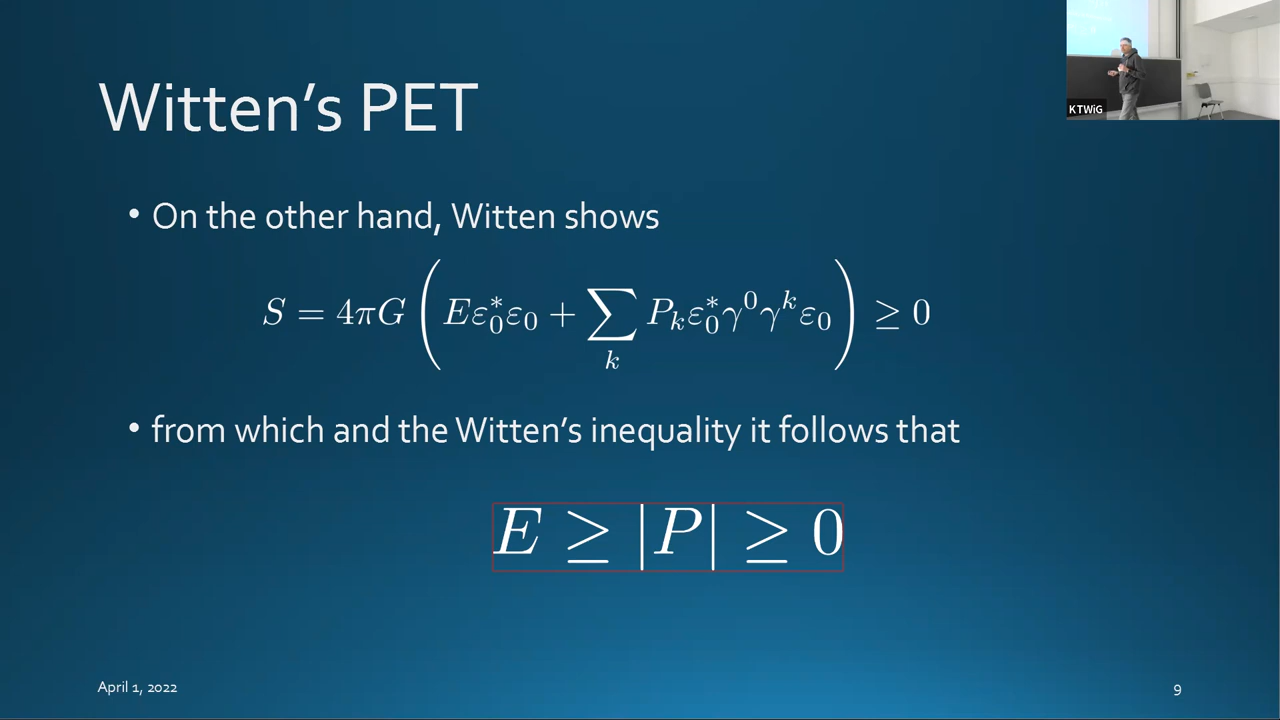 Witten's PET
KTWiG
• On the other hand, Witten shows
S = 4πG ( Eε₀*ε₀ + ∑ₖ Pₖε₀*γ⁰γᵏε₀ ) ≥ 0
• from which and the Witten's inequality it follows that
E ≥ |P| ≥ 0
April 1, 2022
9